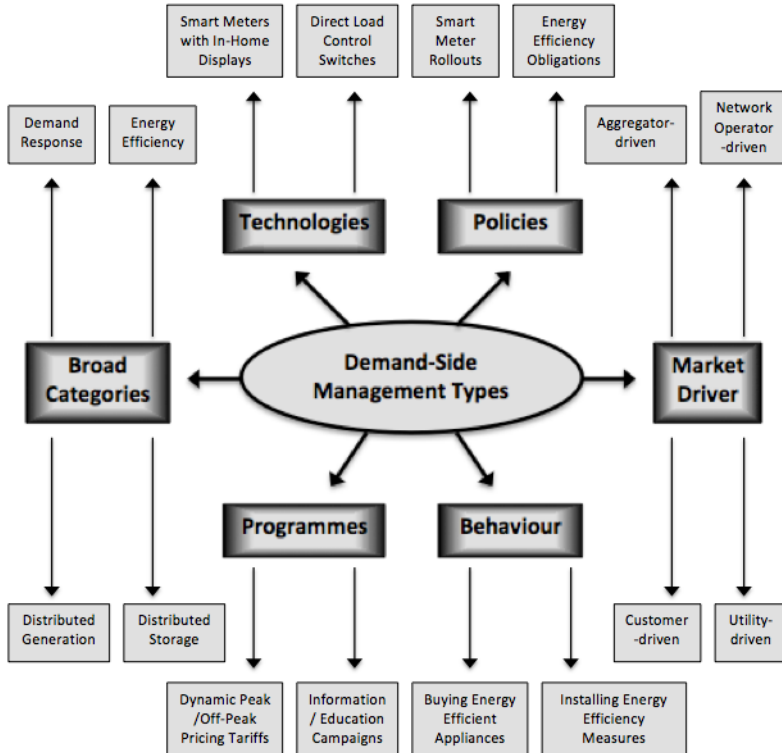 Smart Meters
with In-Home
Displays
Direct Load
Control
Switches
Smart
Meter
Rollouts
Energy
Efficiency
Obligations
Demand
Response
Energy
Efficiency
Aggregator-
driven
Network
Operator
-driven
Technologies
Policies
Broad
Categories
Demand-Side
Management Types
Market
Driver
Programmes
Behaviour
Distributed
Generation
Distributed
Storage
Customer
-driven
Utility-
driven
Dynamic Peak
/Off-Peak
Pricing Tariffs
Information
/ Education
Campaigns
Buying Energy
Efficient
Appliances
Installing Energy
Efficiency
Measures